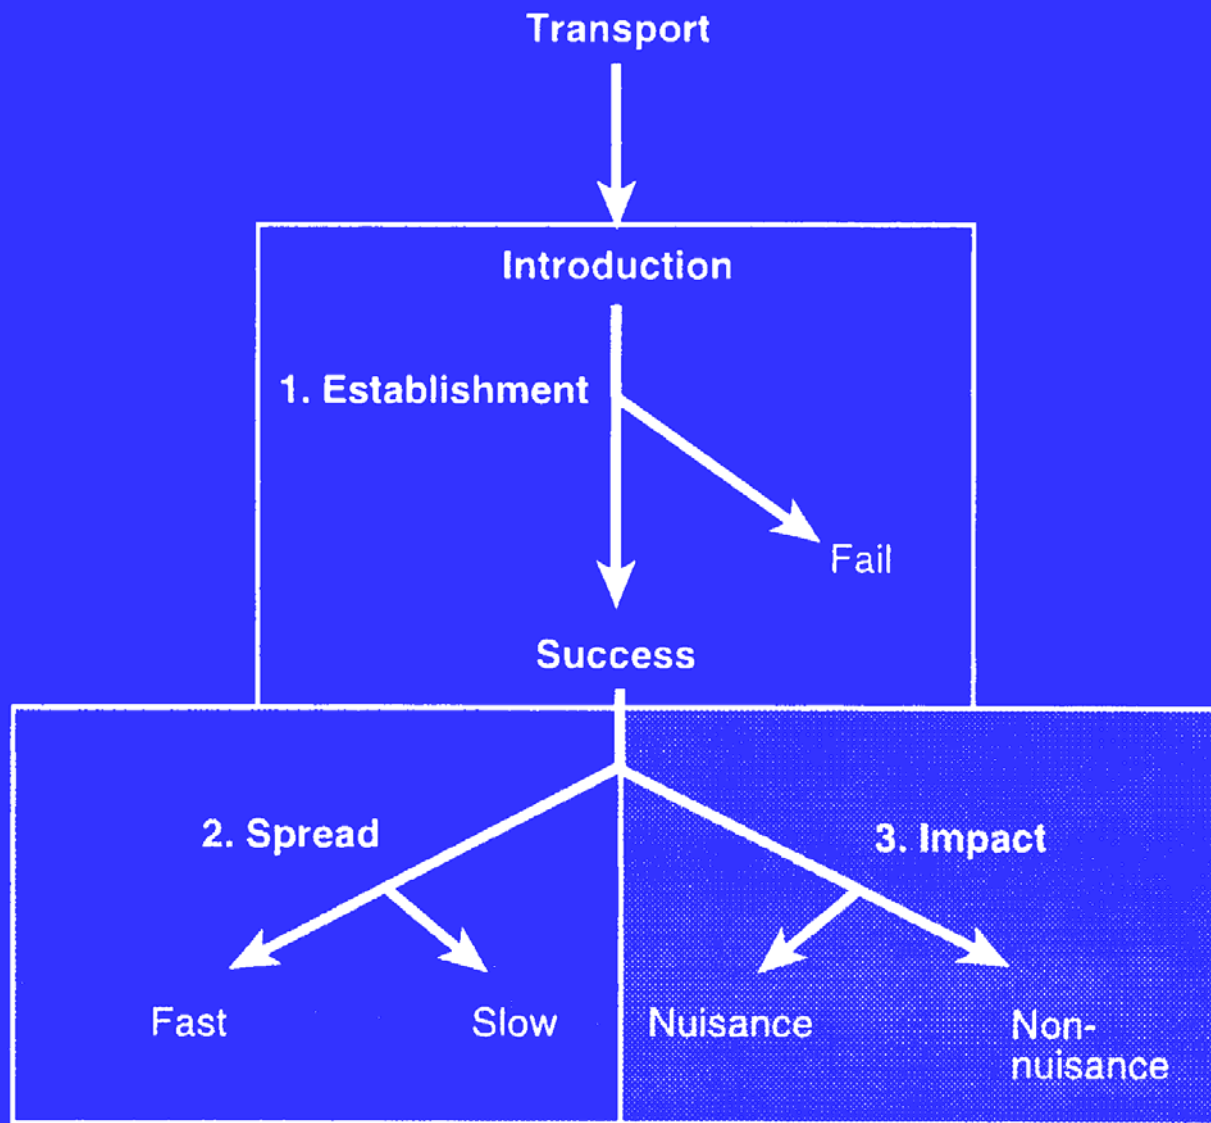 Transport
Introduction
1. Establishment
Fail
Success
2. Spread
3. Impact
Fast
Slow
Nuisance
Non-
nuisance